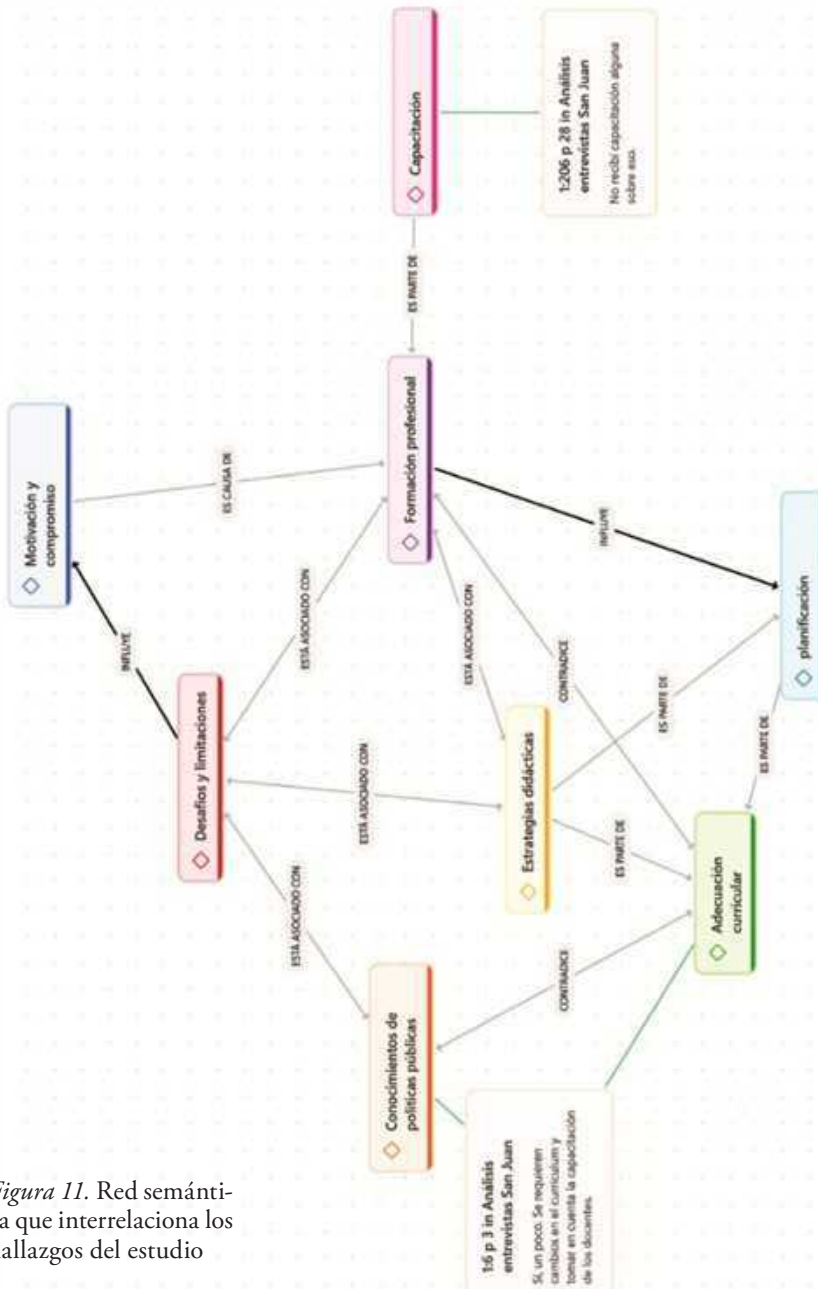 Motivación y
compromiso
INFLUYE
ES CAUSA DE
Desafíos y limitaciones
ESTÁ ASOCIADO CON
ESTÁ ASOCIADO CON
ESTÁ ASOCIADO CON
Conocimientos de
políticas públicas
Formación profesional
ES PARTE DE
Capacitación
1:206 p 28 in Análisis
entrevistas San Juan
No recibí capacitación alguna
sobre eso.
ESTÁ ASOCIADO CON
Estrategias didácticas
CONTRADICE
CONTRADICE
INFLUYE
ES PARTE DE
ES PARTE DE
1:6 p 3 in Análisis
entrevistas San Juan
Sí, un poco. Se requieren
cambios en el currículum y
tomar en cuenta la capacitación
de los docentes.
Adecuación
curricular
ES PARTE DE
planificación
Figura 11. Red semánti-
a que interrelaciona los
allazgos del estudio